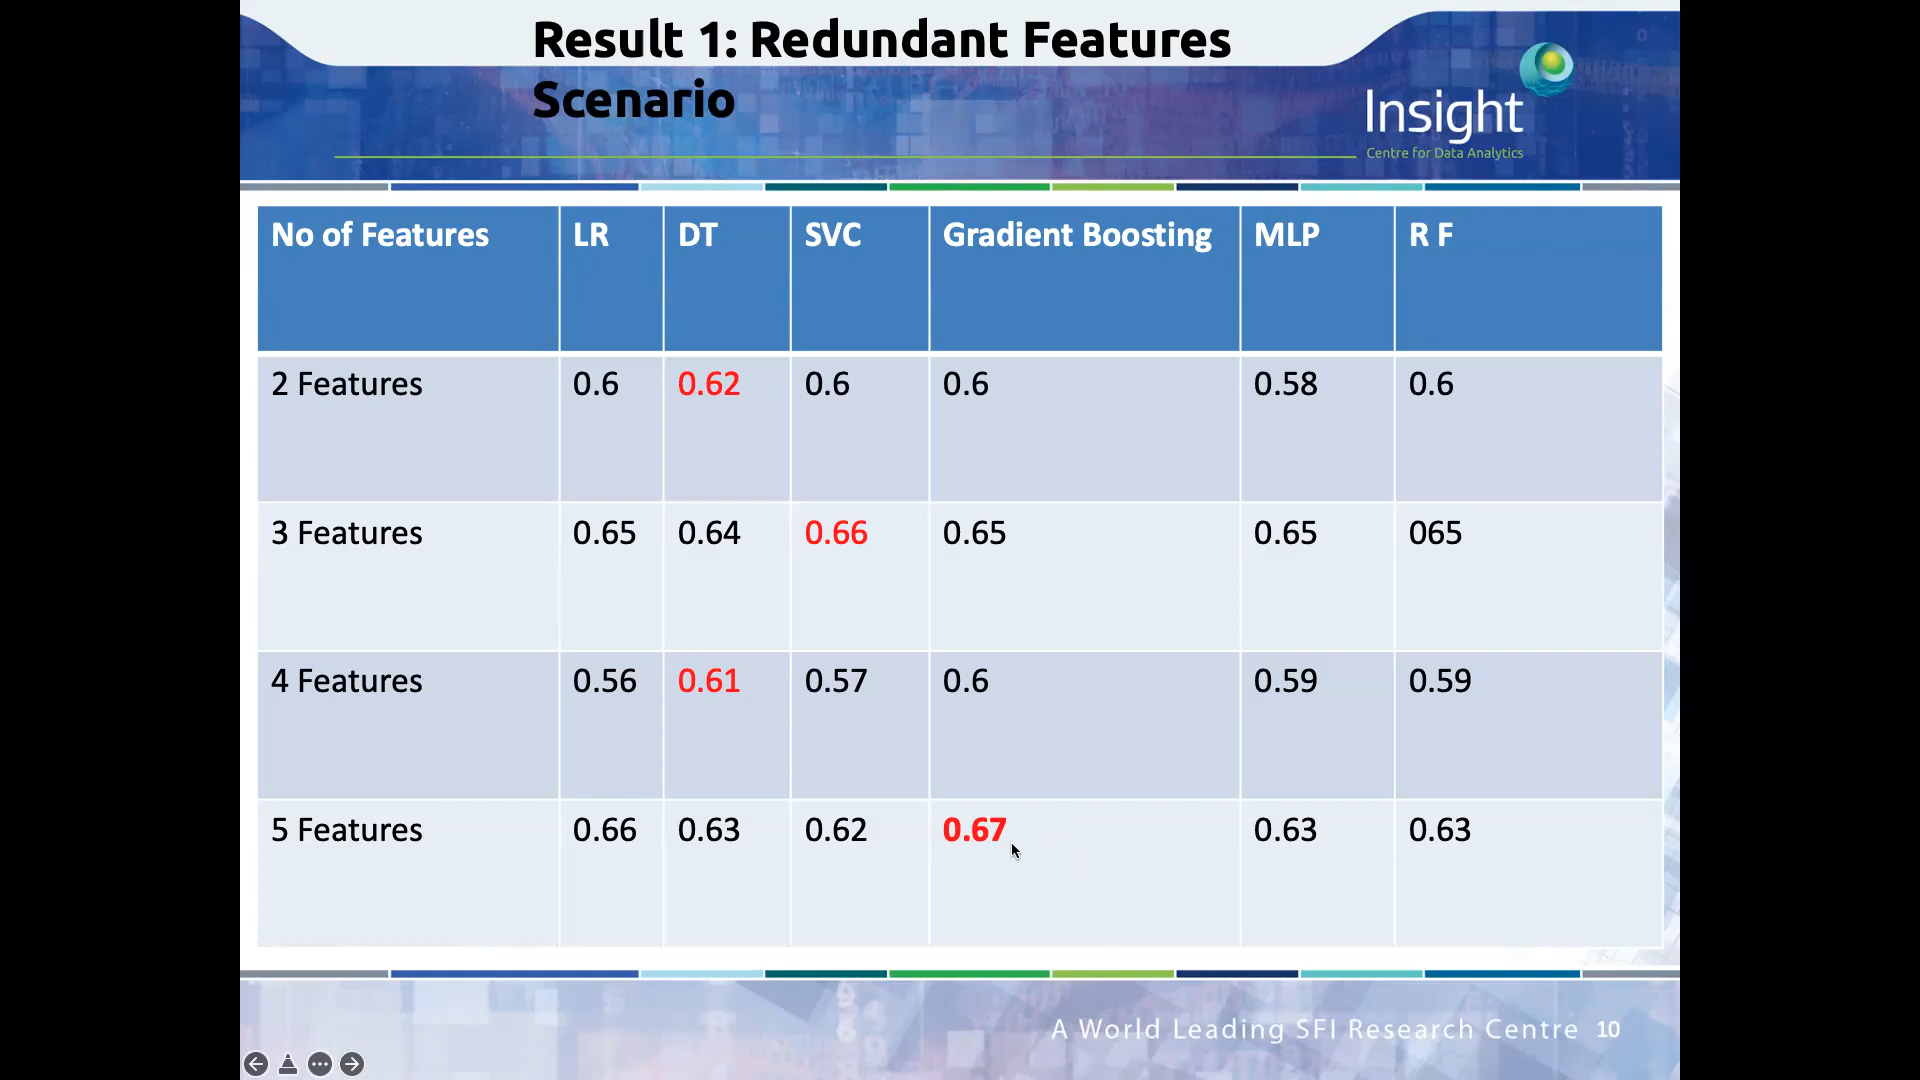 Result 1: Redundant Features
Scenario
Insight
Centre for Data Analytics
No of Features LR DT SVC Gradient Boosting MLP R F
2 Features 0.6 0.62 0.6 0.6 0.58 0.6
3 Features 0.65 0.64 0.66 0.65 0.65 065
4 Features 0.56 0.61 0.57 0.6 0.59 0.59
5 Features 0.66 0.63 0.62 0.67 0.63 0.63
A World Leading SFI Research Centre 10